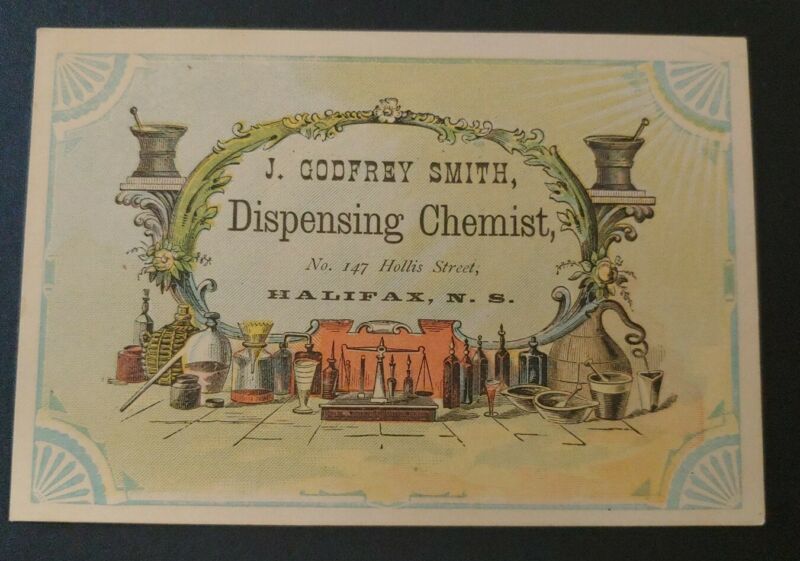 J. GODFREY SMITH,
Dispensing Chemist,
No. 147 Hollis Street,
HALIFAX, N. S.